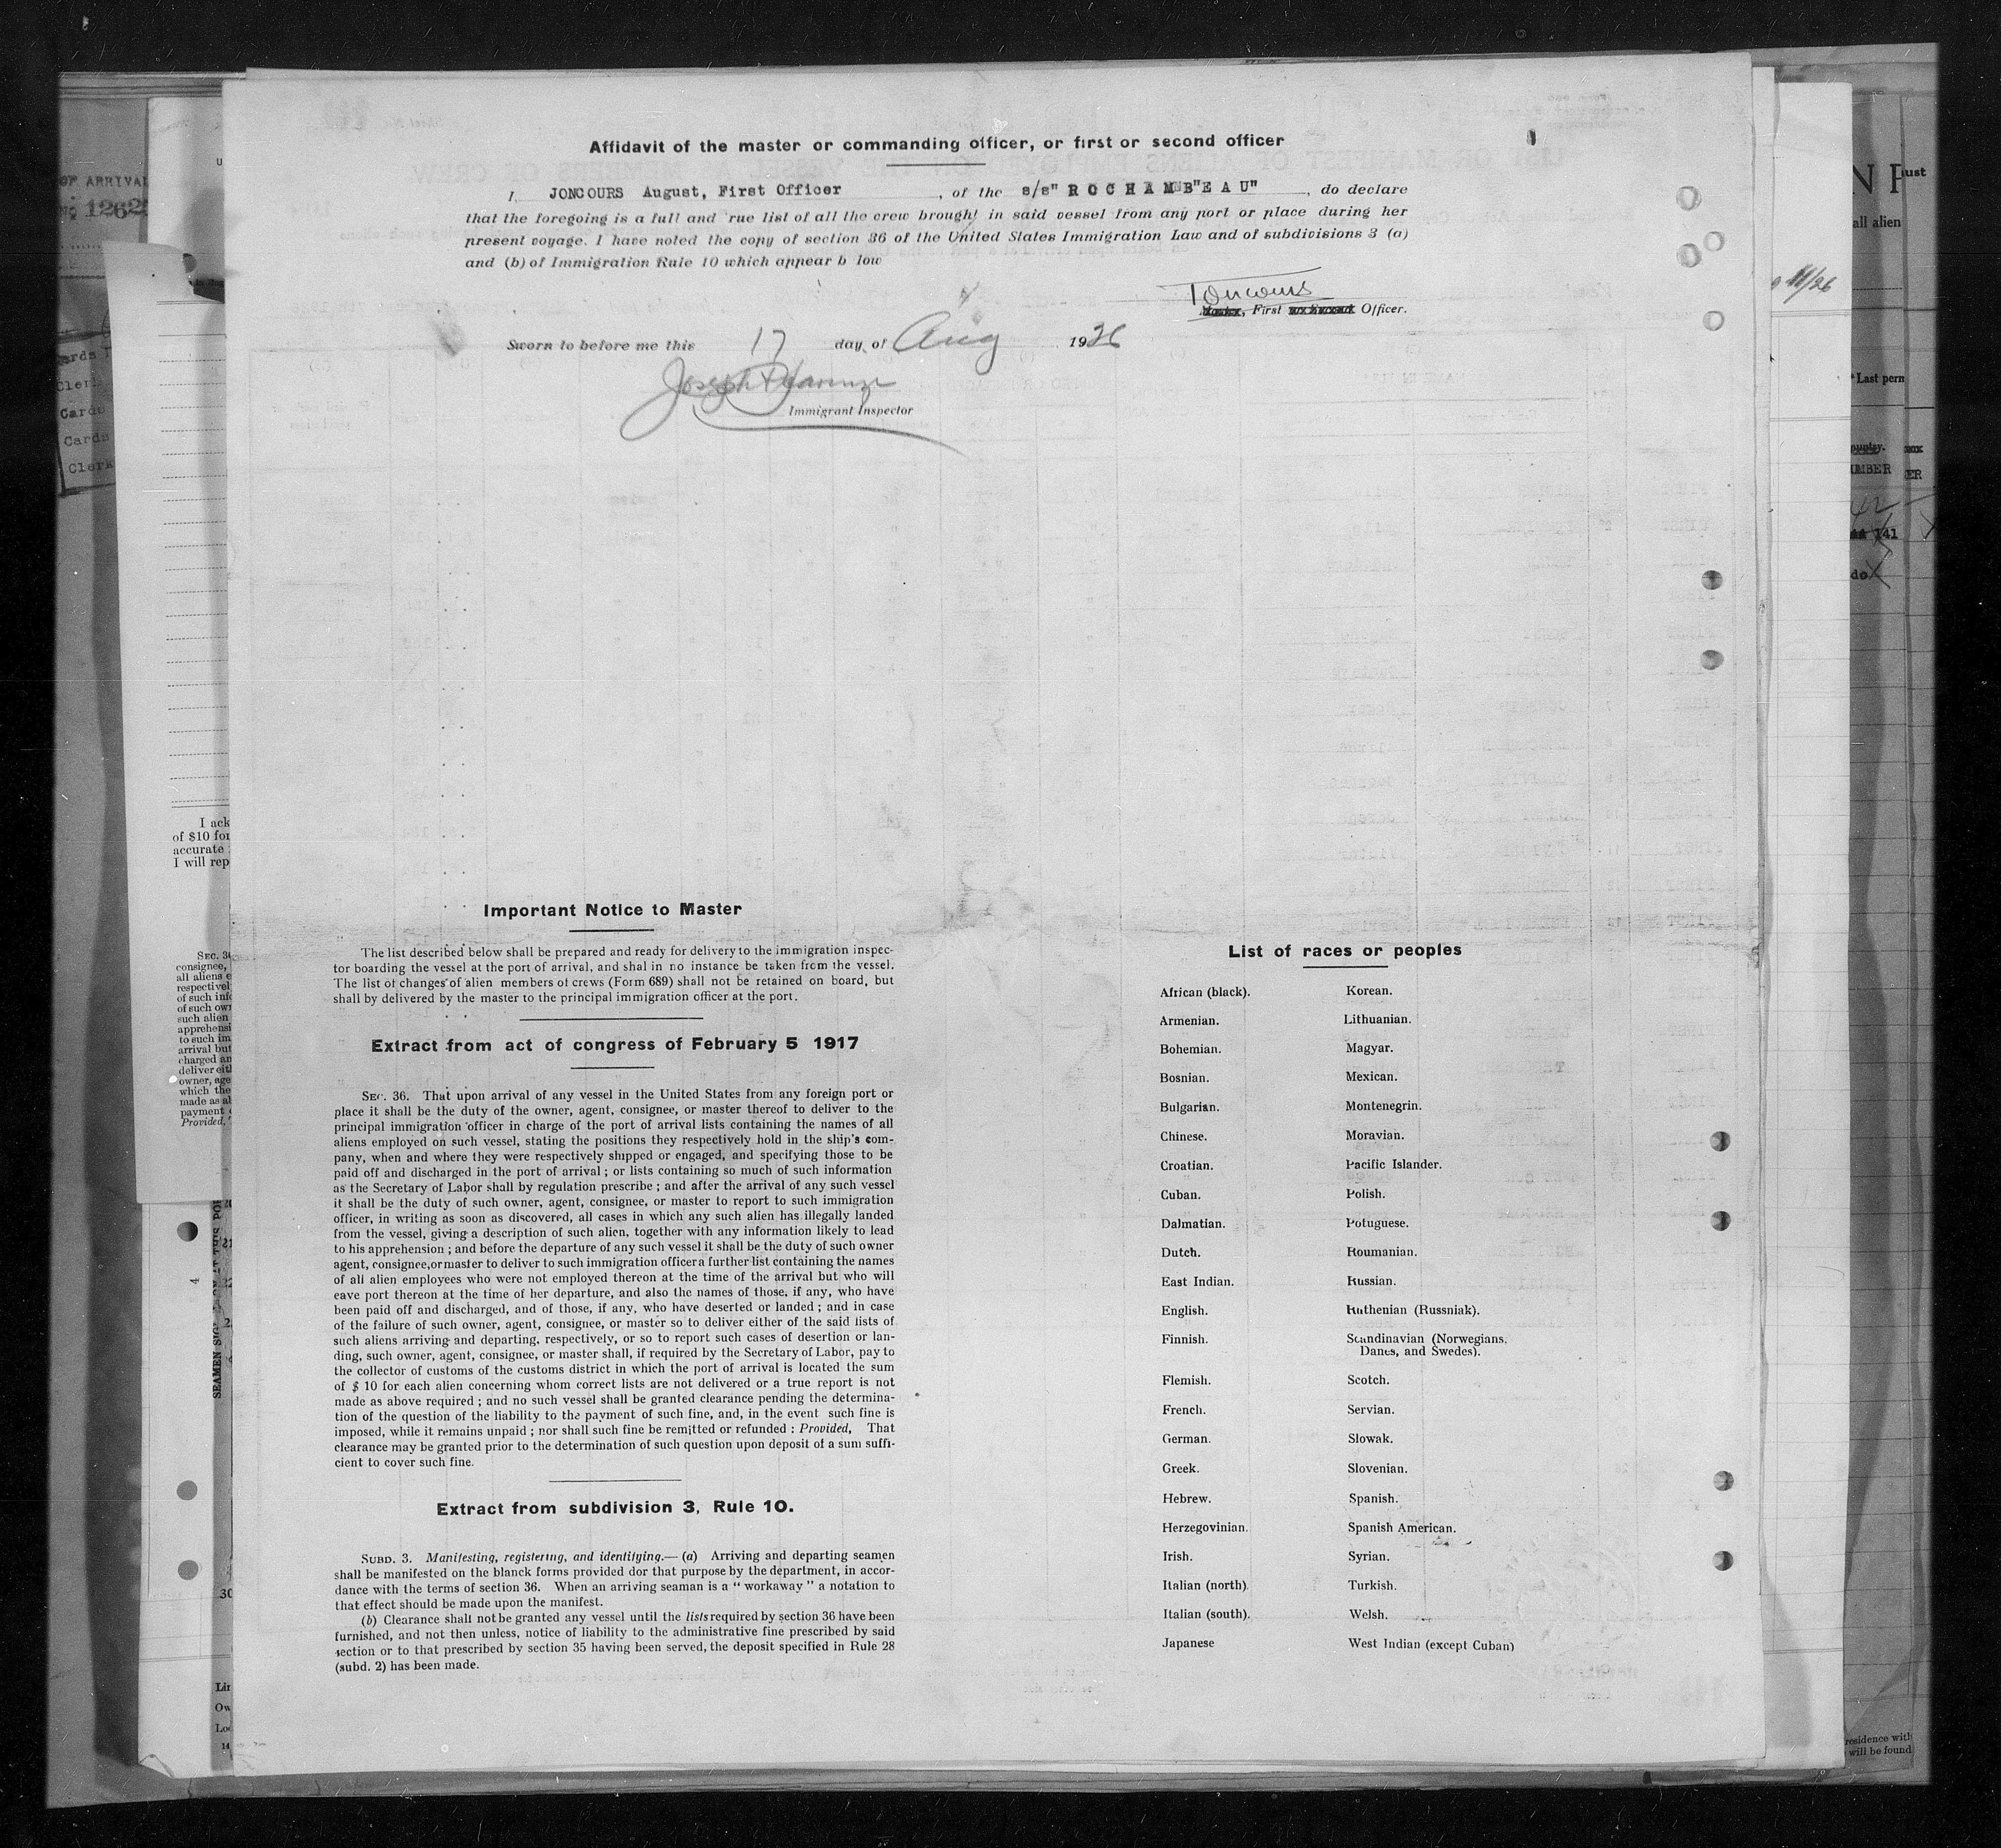 Affidavit of the master or commanding officer, or first or second officer
I, JONCOURS August, First Officer, of the s/s" R O C H A M B"E A U", do declare
that the foregoing is a full and rue list of all the crew brought in said vessel from any port or place during her
present voyage. I have noted the copy of section 36 of the United States Immigration Law and of subdivisions 3 (a)
and (b) of Immigration Rule 10 which appear b low
Joncours
First Officer.
Sworn to before me this 17 day of Aug 1926
Joseph
Immigrant Inspector
Important Notice to Master
The list described below shall be prepared and ready for delivery to the immigration inspec-
tor boarding the vessel at the port of arrival, and shal in no instance be taken from the vessel.
The list of changes of alien members of crews (Form 689) shall not be retained on board, but
shall by delivered by the master to the principal immigration officer at the port.
Extract from act of congress of February 5 1917
SEC. 36. That upon arrival of any vessel in the United States from any foreign port or
place it shall be the duty of the owner, agent, consignee, or master thereof to deliver to the
principal immigration officer in charge of the port of arrival lists containing the names of all
aliens employed on such vessel, stating the positions they respectively hold in the ship's com-
pany, when and where they were respectively shipped or engaged, and specifying those to be
paid off and discharged in the port of arrival ; or lists containing so much of such information
as the Secretary of Labor shall by regulation prescribe ; and after the arrival of any such vessel
it shall be the duty of such owner, agent, consignee, or master to report to such immigration
officer, in writing as soon as discovered, all cases in which any such alien has illegally landed
from the vessel, giving a description of such alien, together with any information likely to lead
to his apprehension ; and before the departure of any such vessel it shall be the duty of such owner
agent, consignee, or master to deliver to such immigration officer a further list containing the names
of all alien employees who were not employed thereon at the time of the arrival but who will
eave port thereon at the time of her departure, and also the names of those, if any, who have
been paid off and discharged, and of those, if any, who have deserted or landed ; and in case
of the failure of such owner, agent, consignee, or master so to deliver either of the said lists of
such aliens arriving and departing, respectively, or so to report such cases of desertion or lan-
ding, such owner, agent, consignee, or master shall, if required by the Secretary of Labor, pay to
the collector of customs of the customs district in which the port of arrival is located the sum
of $ 10 for each alien concerning whom correct lists are not delivered or a true report is not
made as above required ; and no such vessel shall be granted clearance pending the determina-
tion of the question of the liability to the payment of such fine, and, in the event such fine is
imposed, while it remains unpaid ; nor shall such fine be remitted or refunded : Provided, That
clearance may be granted prior to the determination of such question upon deposit of a sum suffi-
cient to cover such fine.
Extract from subdivision 3, Rule 10.
SUBD. 3. Manifesting, registering, and identifying.— (a) Arriving and departing seamen
shall be manifested on the blanck forms provided dor that purpose by the department, in accor-
dance with the terms of section 36. When an arriving seaman is a " workaway " a notation to
that effect should be made upon the manifest.
(b) Clearance shall not be granted any vessel until the lists required by section 36 have been
furnished, and not then unless, notice of liability to the administrative fine prescribed by said
section or to that prescribed by section 35 having been served, the deposit specified in Rule 28
(subd. 2) has been made.
List of races or peoples
African (black). Korean.
Armenian. Lithuanian.
Bohemian. Magyar.
Bosnian. Mexican.
Bulgarian. Montenegrin.
Chinese. Moravian.
Croatian. Pacific Islander.
Cuban. Polish.
Dalmatian. Potuguese.
Dutch. Roumanian.
East Indian. Russian.
English. Ruthenian (Russniak).
Finnish. Scandinavian (Norwegians,
Danes, and Swedes).
Flemish. Scotch.
French. Servian.
German. Slowak.
Greek. Slovenian.
Hebrew. Spanish.
Herzegovinian. Spanish American.
Irish. Syrian.
Italian (north). Turkish.
Italian (south). Welsh.
Japanese West Indian (except Cuban)